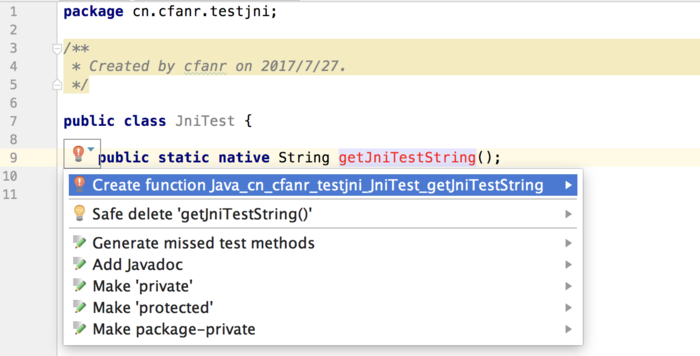 1 package cn.cfanr.testjni;
2
3 /**
4 * Created by cfanr on 2017/7/27.
5 */
6
7 public class JniTest {
8
9 public static native String getJniTestString();
10 Create function Java_cn_cfanr_testjni_JniTest_getJniTestString
11 Safe delete 'getJniTestString()'
Generate missed test methods
Add Javadoc
Make 'private'
Make 'protected'
Make package-private